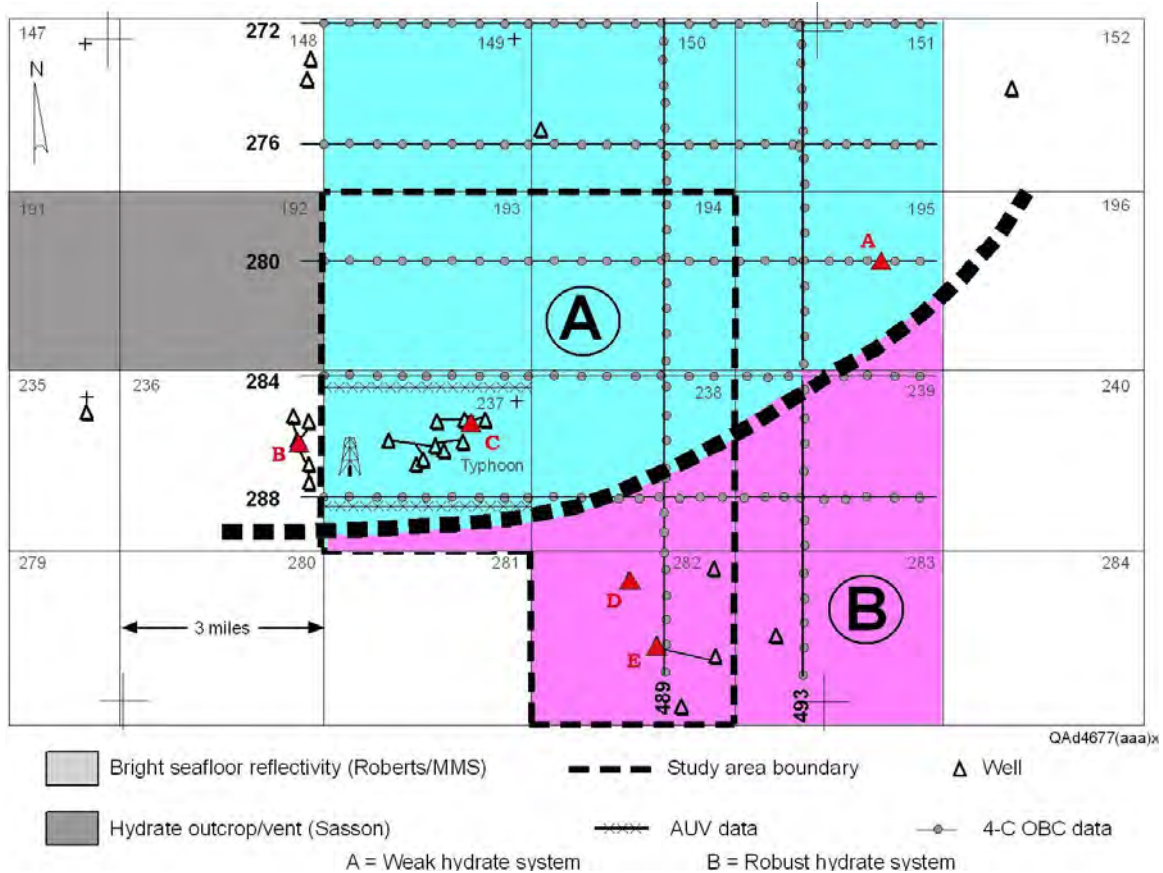 272
147
148
149
150
151
152
N
276
191
192
193
194
195
196
A
280
A
284
235
236
237
238
239
240
B
C
Typhoon
288
279
280
281
282
283
284
D
B
3 miles
E
489
493
QAd4677(aaa)x
Bright seafloor reflectivity (Roberts/MMS)
Study area boundary
Well
Hydrate outcrop/vent (Sasson)
xxx
AUV data
4-C OBC data
A = Weak hydrate system
B = Robust hydrate system